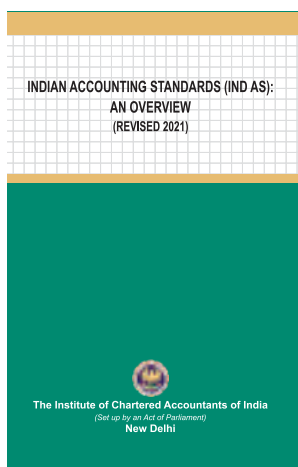 INDIAN ACCOUNTING STANDARDS (IND AS):
AN OVERVIEW
(REVISED 2021)
The Institute of Chartered Accountants of India
(Set up by an Act of Parliament)
New Delhi